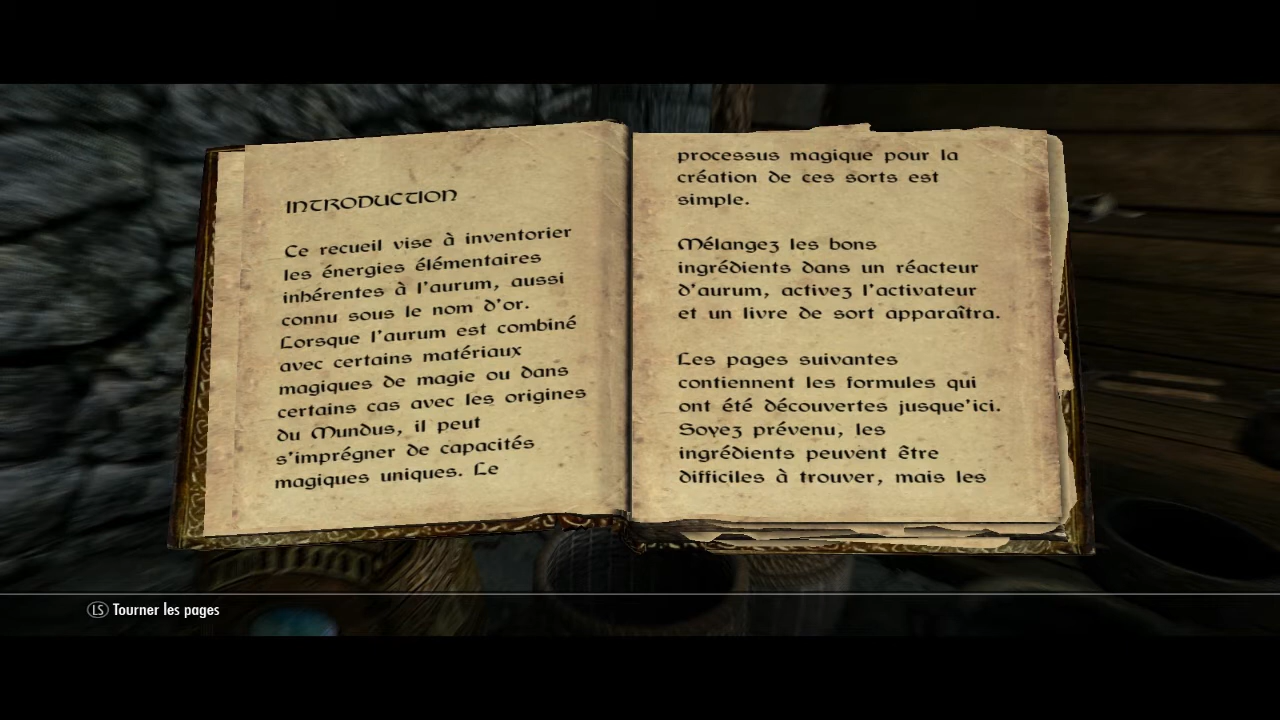 INTRODUCTION
Ce recueil vise à inventorier
les énergies élémentaires
inhérentes à l'aurum, aussi
connu sous le nom d'or.
Lorsque l'aurum est combiné
avec certains matériaux
magiques de magie ou dans
certains cas avec les origines
du Mundus, il peut
s'imprégner de capacités
magiques uniques. Le
processus magique pour la
création de ces sorts est
simple.
Mélangez les bons
ingrédients dans un réacteur
d'aurum, activez l'activateur
et un livre de sort apparaîtra.
Les pages suivantes
contiennent les formules qui
ont été découvertes jusque'ici.
Soyez prévenu, les
ingrédients peuvent être
difficiles à trouver, mais les
LS Tourner les pages